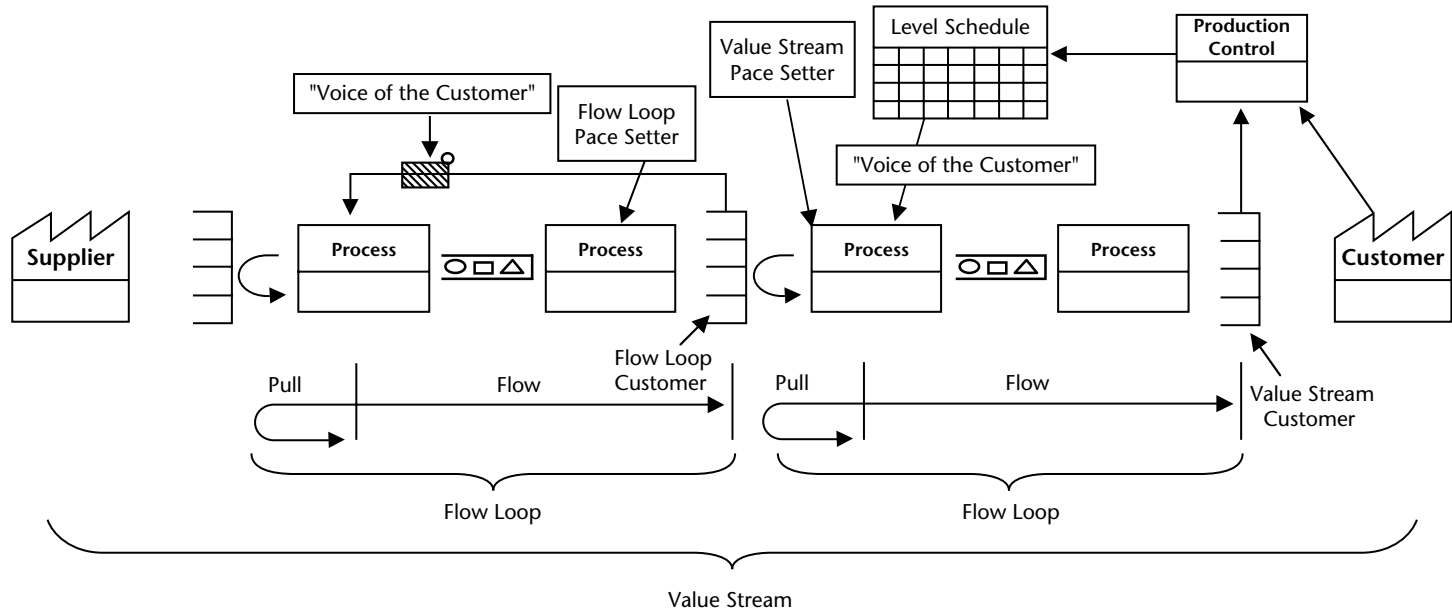 Level Schedule
Production
Control
Value Stream
Pace Setter
"Voice of the Customer"
Flow Loop
Pace Setter
"Voice of the Customer"
Supplier
Process
Process
Process
Process
Customer
Flow Loop
Customer
Pull
Flow
Pull
Flow
Value Stream
Customer
Flow Loop
Flow Loop
Value Stream